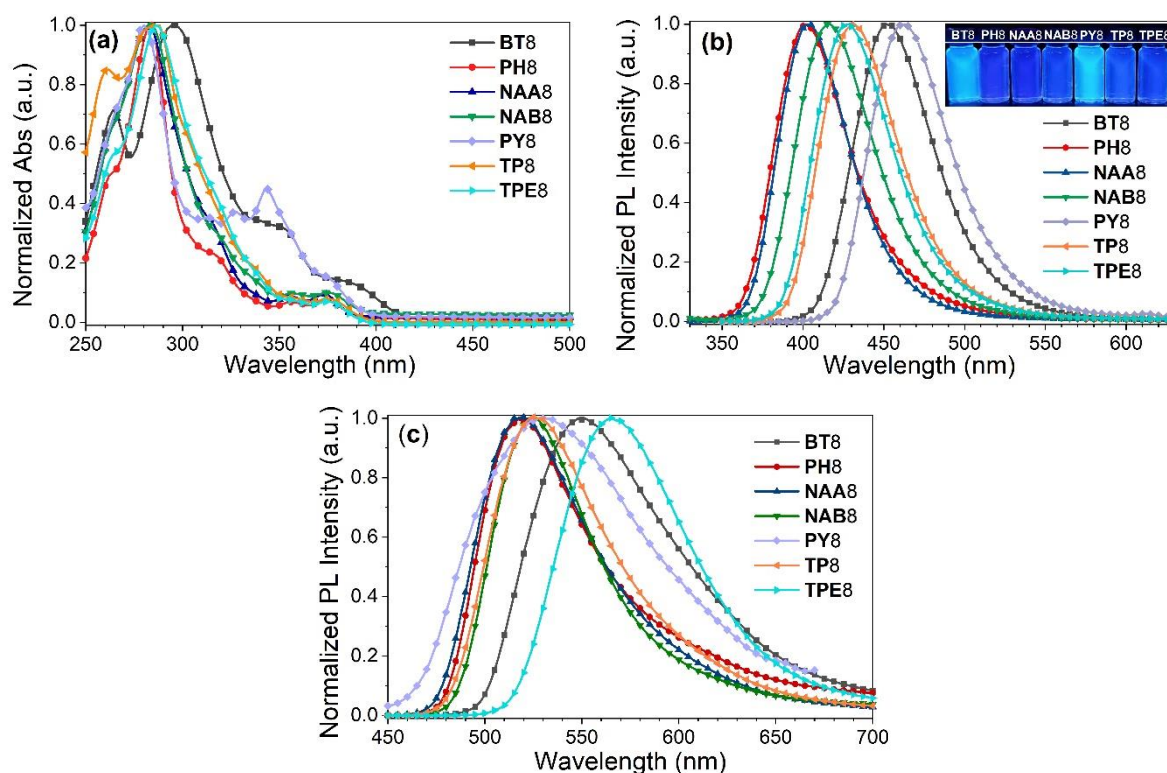 (a)
Normalized Abs (a.u.)
1.0
0.8
0.6
0.4
0.2
0.0
250 300 350 400 450 500
Wavelength (nm)
BT8
PH8
NAA8
NAB8
PY8
TP8
TPE8
(b)
Normalized PL Intensity (a.u.)
1.0
0.8
0.6
0.4
0.2
0.0
350 400 450 500 550 600
Wavelength (nm)
BT8 PH8 NAA8 NAB8 PY8 TP8 TPE8
BT8
PH8
NAA8
NAB8
PY8
TP8
TPE8
(c)
Normalized PL Intensity (a.u.)
1.0
0.8
0.6
0.4
0.2
0.0
450 500 550 600 650 700
Wavelength (nm)
BT8
PH8
NAA8
NAB8
PY8
TP8
TPE8